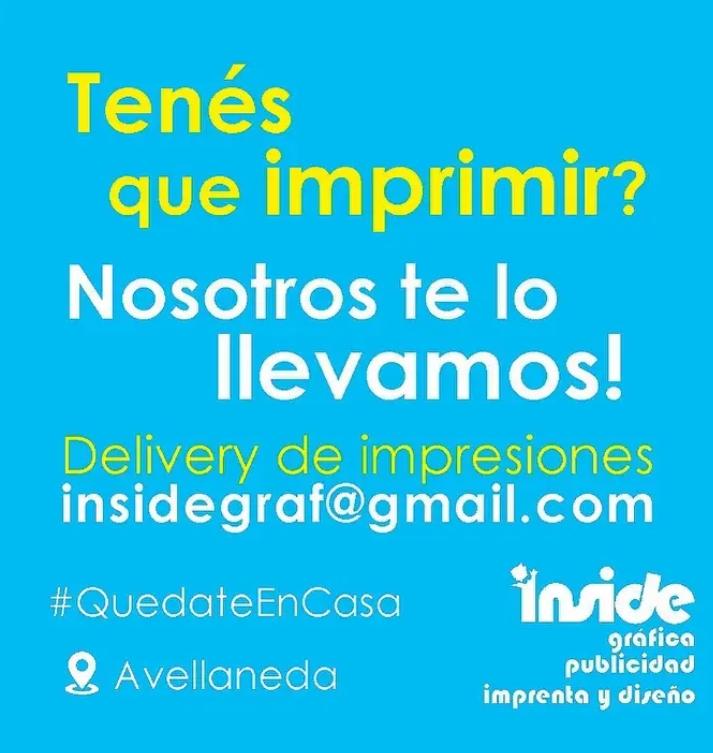 Tenés
que imprimir?
Nosotros te lo
llevamos!
Delivery de impresiones
insidegraf@gmail.com
#QuedateEnCasa
Avellaneda
inside
gráfica
publicidad
imprenta y diseño